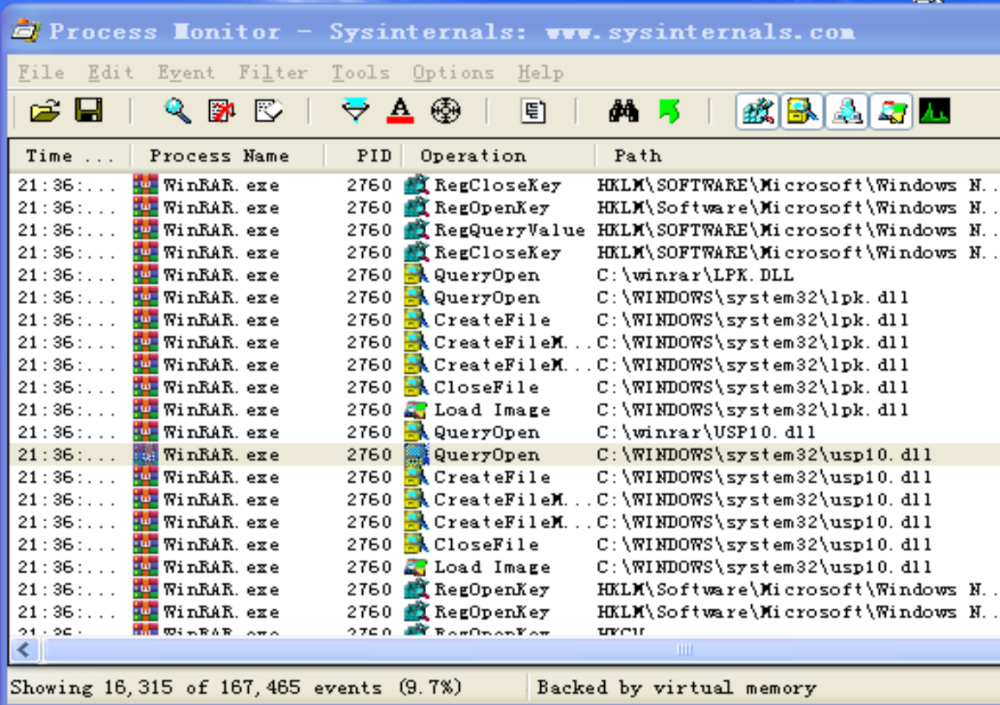 Process Monitor - Sysinternals: www.sysinternals.com
File Edit Event Filter Tools Options Help
Time ... Process Name PID Operation Path
21:36:... WinRAR.exe 2760 RegCloseKey HKLM\SOFTWARE\Microsoft\Windows N..
21:36:... WinRAR.exe 2760 RegOpenKey HKLM\Software\Microsoft\Windows N..
21:36:... WinRAR.exe 2760 RegQueryValue HKLM\SOFTWARE\Microsoft\Windows N..
21:36:... WinRAR.exe 2760 RegCloseKey HKLM\SOFTWARE\Microsoft\Windows N..
21:36:... WinRAR.exe 2760 QueryOpen C:\winrar\LPK.DLL
21:36:... WinRAR.exe 2760 QueryOpen C:\WINDOWS\system32\lpk.dll
21:36:... WinRAR.exe 2760 CreateFile C:\WINDOWS\system32\lpk.dll
21:36:... WinRAR.exe 2760 CreateFileM... C:\WINDOWS\system32\lpk.dll
21:36:... WinRAR.exe 2760 CreateFileM... C:\WINDOWS\system32\lpk.dll
21:36:... WinRAR.exe 2760 CloseFile C:\WINDOWS\system32\lpk.dll
21:36:... WinRAR.exe 2760 Load Image C:\WINDOWS\system32\lpk.dll
21:36:... WinRAR.exe 2760 QueryOpen C:\winrar\USP10.dll
21:36:... WinRAR.exe 2760 QueryOpen C:\WINDOWS\system32\usp10.dll
21:36:... WinRAR.exe 2760 CreateFile C:\WINDOWS\system32\usp10.dll
21:36:... WinRAR.exe 2760 CreateFileM... C:\WINDOWS\system32\usp10.dll
21:36:... WinRAR.exe 2760 CreateFileM... C:\WINDOWS\system32\usp10.dll
21:36:... WinRAR.exe 2760 CloseFile C:\WINDOWS\system32\usp10.dll
21:36:... WinRAR.exe 2760 Load Image C:\WINDOWS\system32\usp10.dll
21:36:... WinRAR.exe 2760 RegOpenKey HKLM\Software\Microsoft\Windows N..
21:36:... WinRAR.exe 2760 RegOpenKey HKLM\Software\Microsoft\Windows N..
21:36: WinRAR.exe 2760 RegOpenKey HKCU
Showing 16,315 of 167,465 events (9.7%) Backed by virtual memory